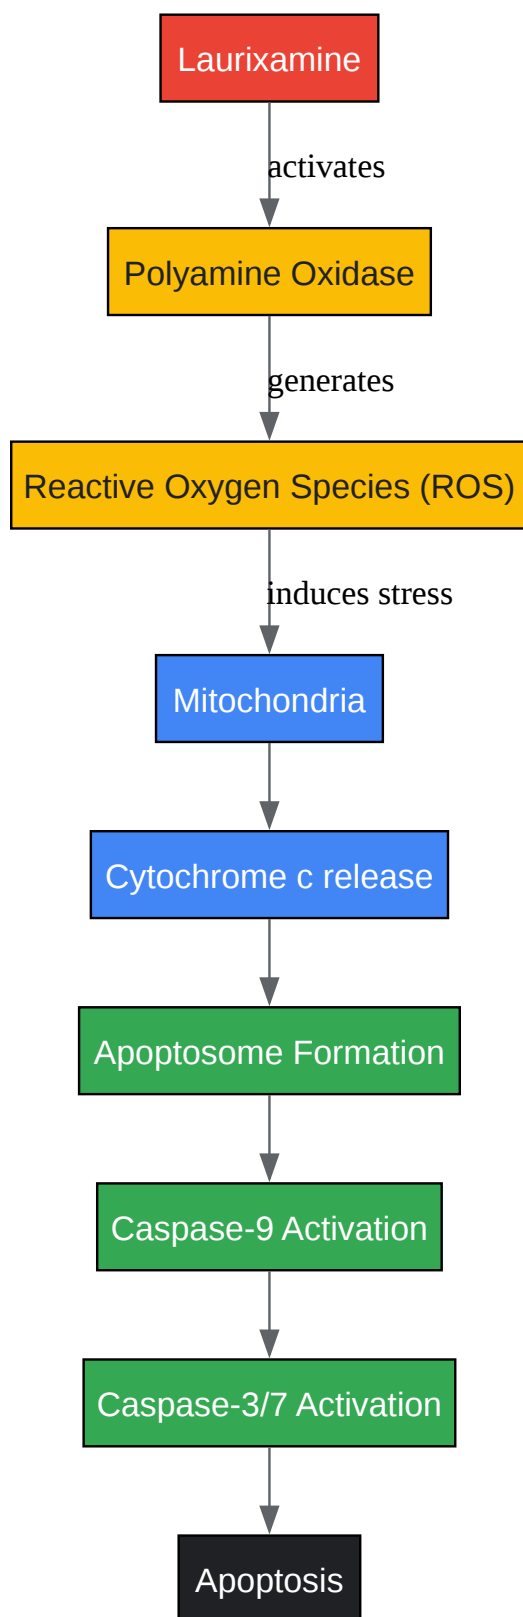 Laurixamine
activates
Polyamine Oxidase
generates
Reactive Oxygen Species (ROS)
induces stress
Mitochondria
Cytochrome c release
Apoptosome Formation
Caspase-9 Activation
Caspase-3/7 Activation
Apoptosis